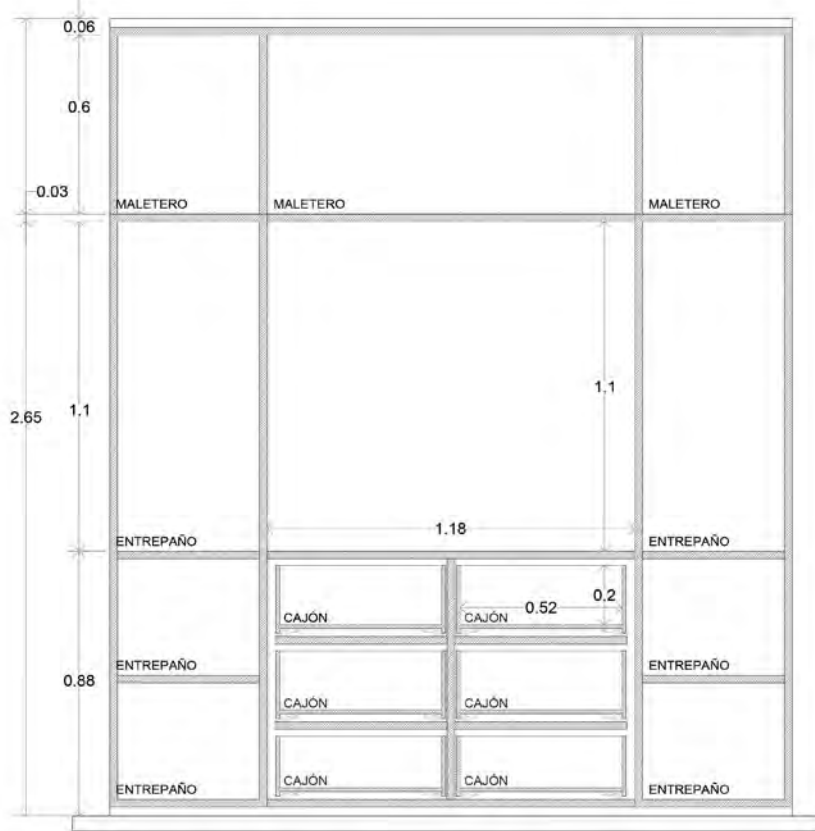 0.06
0.6
0.03
MALETERO MALETERO MALETERO
1.1
2.65 1.1
1.18
ENTREPAÑO ENTREPAÑO
0.2
0.52
CAJÓN CAJÓN
ENTREPAÑO ENTREPAÑO
0.88
CAJÓN CAJÓN
ENTREPAÑO CAJÓN CAJÓN ENTREPAÑO